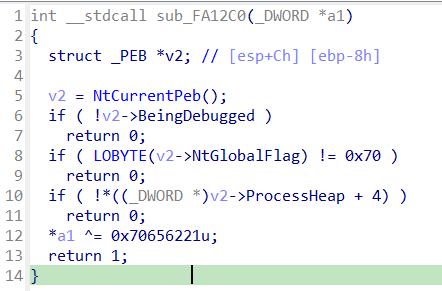 1 int __stdcall sub_FA12C0(_DWORD *a1)
2 {
3   struct _PEB *v2; // [esp+Ch] [ebp-8h]
4
5   v2 = NtCurrentPeb();
6   if ( !v2->BeingDebugged )
7     return 0;
8   if ( LOBYTE(v2->NtGlobalFlag) != 0x70 )
9     return 0;
10   if ( !*((_DWORD *)v2->ProcessHeap + 4) )
11     return 0;
12   *a1 ^= 0x70656221u;
13   return 1;
14 }